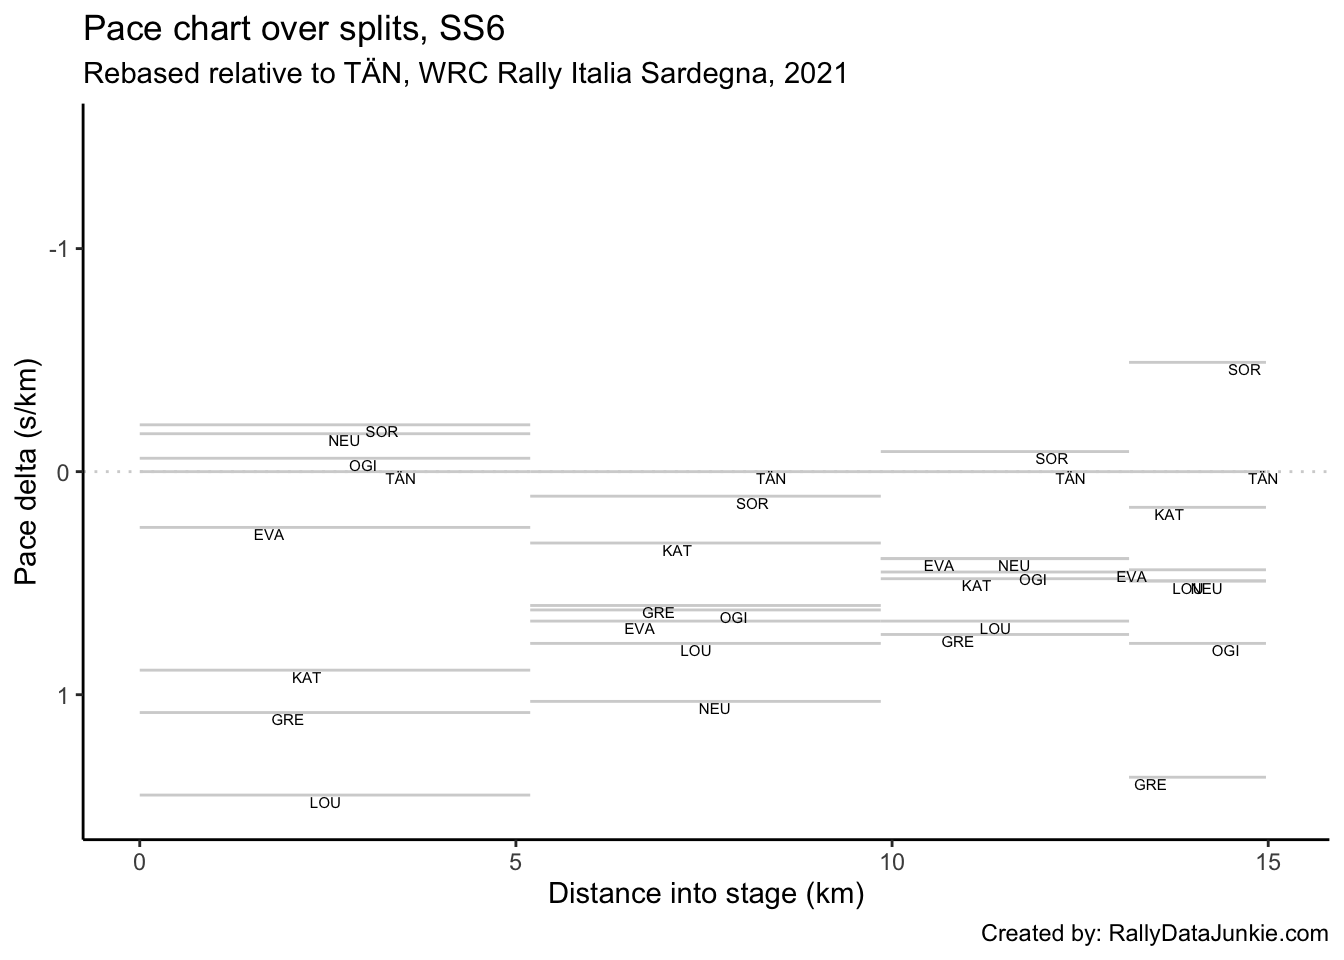 Pace chart over splits, SS6
Rebased relative to TÄN, WRC Rally Italia Sardegna, 2021
Pace delta (s/km)
-1
0
1
SOR
NEU
OGI
TÄN
EVA
KAT
GRE
LOU
TÄN
SOR
KAT
GRE
OGI
EVA
LOU
NEU
SOR
TÄN
EVA
NEU
OGI
KAT
LOU
GRE
SOR
TÄN
KAT
EVA
LOU
NEU
OGI
GRE
0 5 10 15
Distance into stage (km)
Created by: RallyDataJunkie.com